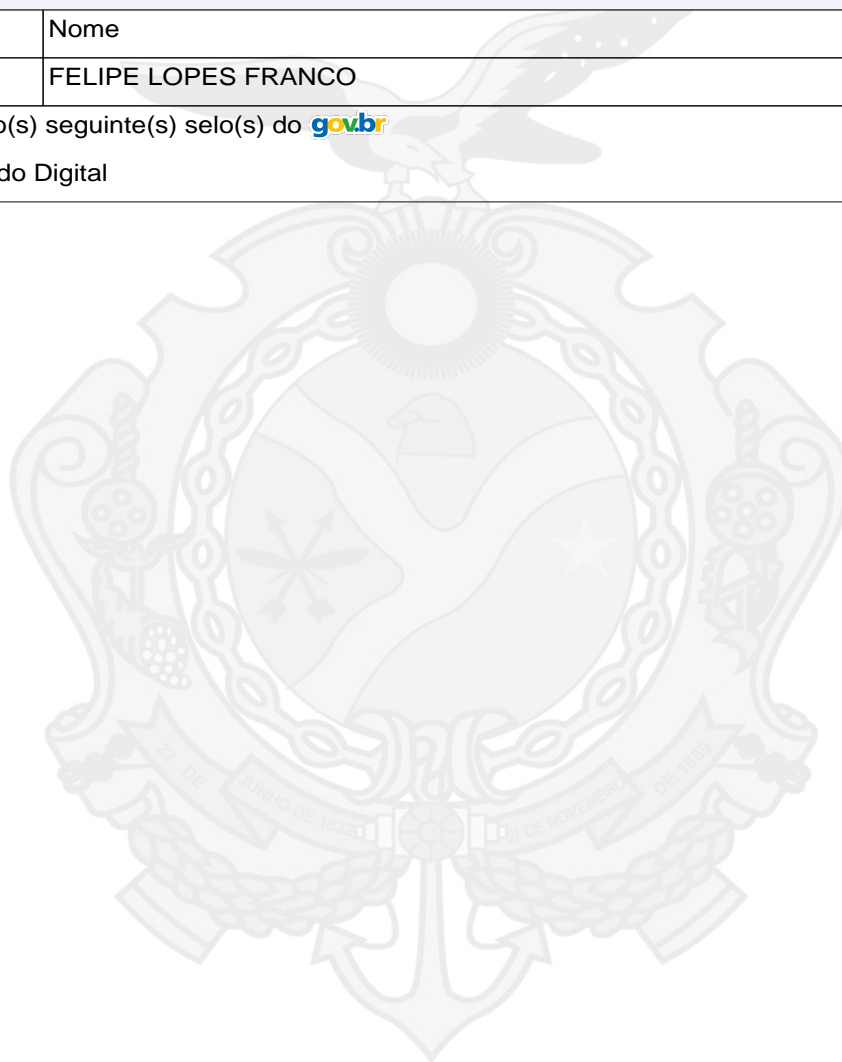 Nome
FELIPE LOPES FRANCO
o(s) seguinte(s) selo(s) do gov.br
do Digital
22 DE JUNHO DE 1832
DE NOVEMBRO DE 1889